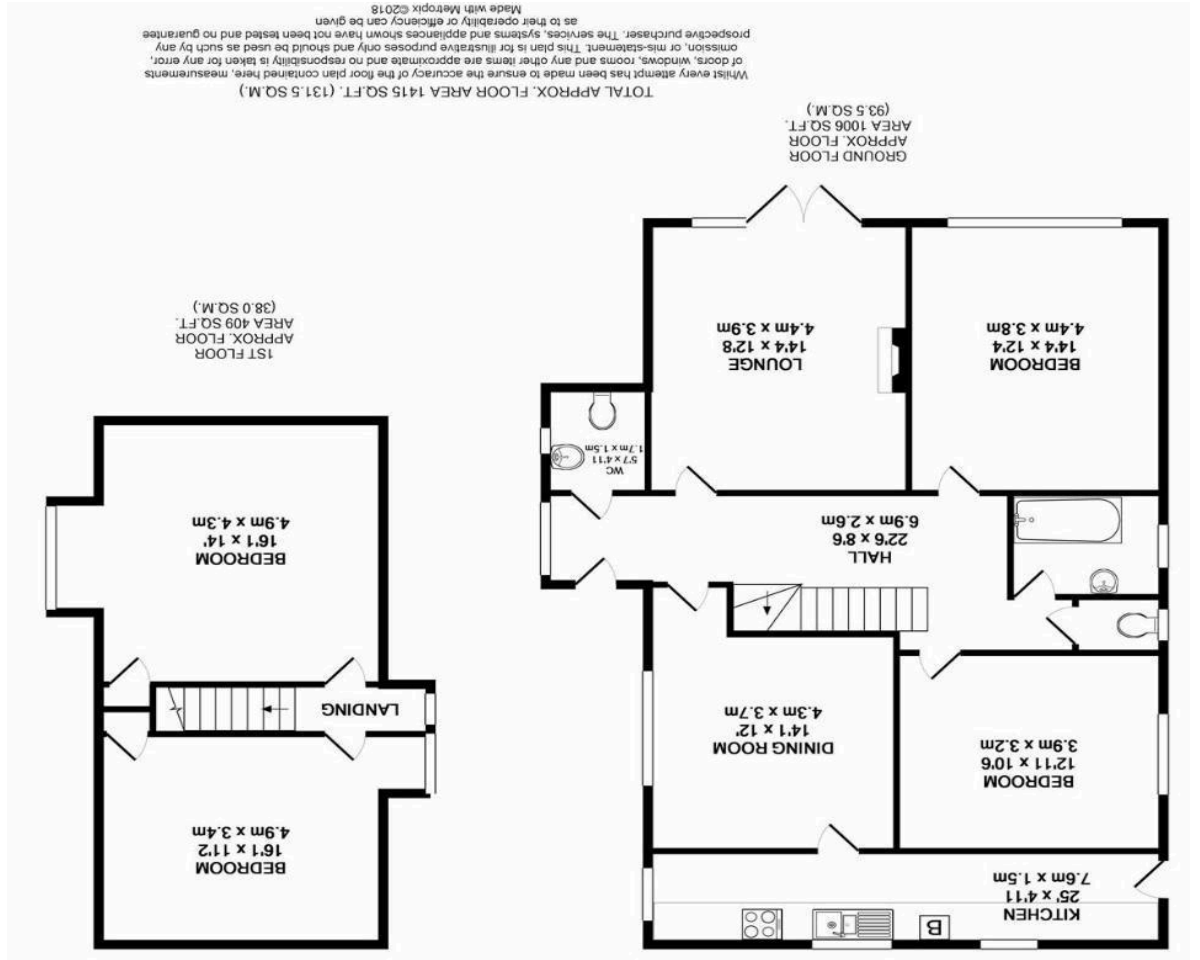 KITCHEN
25' x 4'11
7.6m x 1.5m
B
BEDROOM
12'11 x 10'6
3.9m x 3.2m
DINING ROOM
14'1 x 12'
4.3m x 3.7m
HALL
22'6 x 8'6
6.9m x 2.6m
WC
5'7 x 4'11
1.7m x 1.5m
BEDROOM
14'4 x 12'4
4.4m x 3.8m
LOUNGE
14'4 x 12'8
4.4m x 3.9m
GROUND FLOOR
APPROX. FLOOR
AREA 1006 SQ.FT.
(93.5 SQ.M.)
BEDROOM
16'1 x 11'2
4.9m x 3.4m
LANDING
BEDROOM
16'1 x 14'
4.9m x 4.3m
1ST FLOOR
APPROX. FLOOR
AREA 409 SQ.FT.
(38.0 SQ.M.)
TOTAL APPROX. FLOOR AREA 1415 SQ.FT. (131.5 SQ.M.)
Whilst every attempt has been made to ensure the accuracy of the floor plan contained here, measurements
of doors, windows, rooms and any other items are approximate and no responsibility is taken for any error,
omission, or mis-statement. This plan is for illustrative purposes only and should be used as such by any
prospective purchaser. The services, systems and appliances shown have not been tested and no guarantee
as to their operability or efficiency can be given
Made with Metropix ©2018